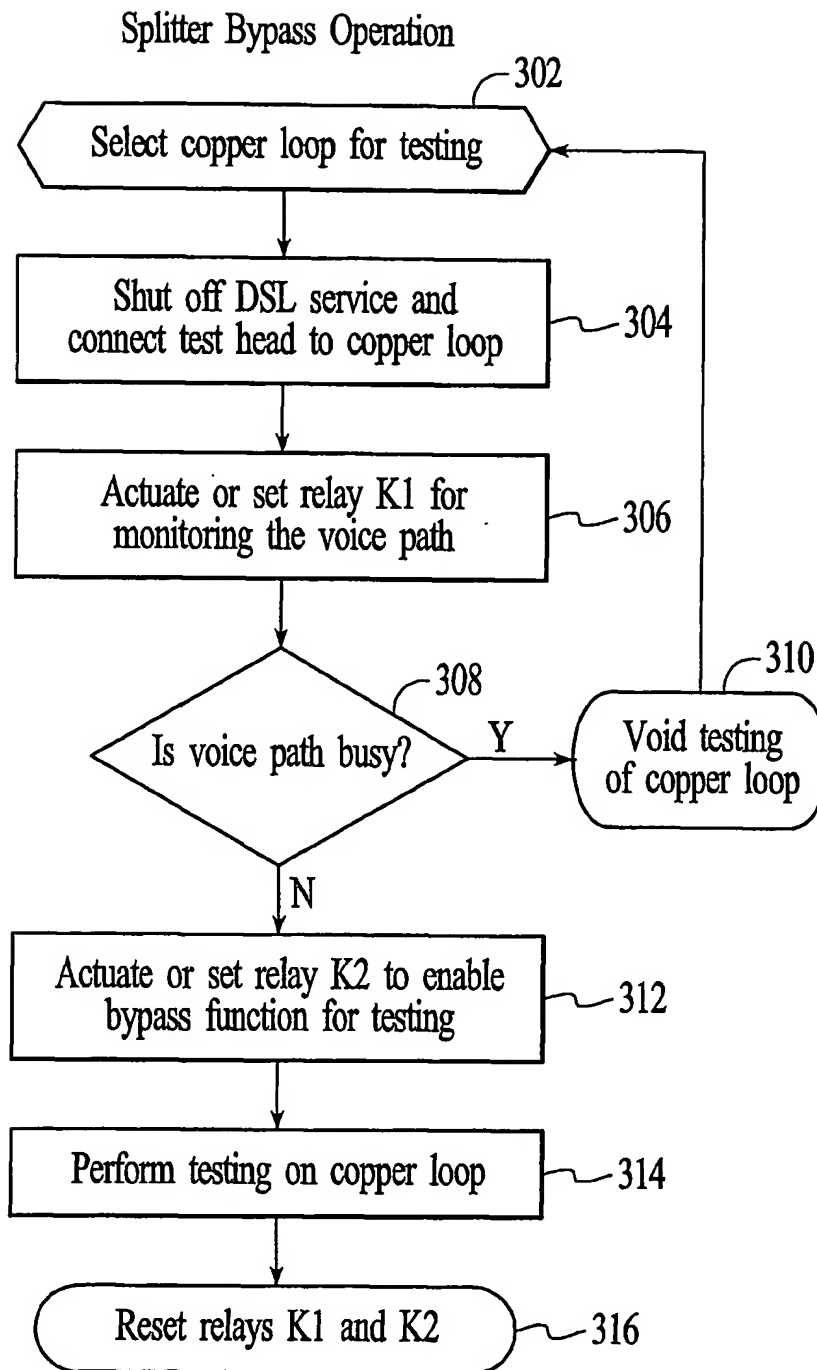 Splitter Bypass Operation
302
Select copper loop for testing
Shut off DSL service and
connect test head to copper loop
304
Actuate or set relay K1 for
monitoring the voice path
306
308
Is voice path busy?
Y
310
Void testing
of copper loop
N
Actuate or set relay K2 to enable
bypass function for testing
312
Perform testing on copper loop
314
Reset relays K1 and K2
316